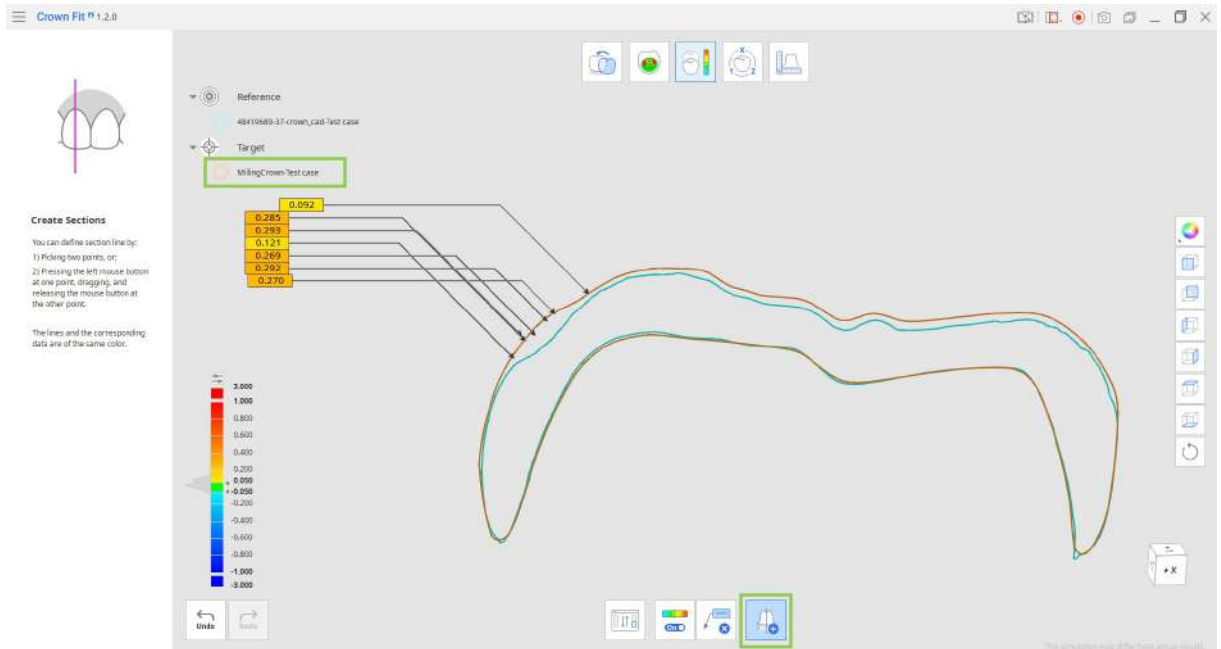 Crown Fit 1.2.0
Reference
48419689-37-crown_cad-Test case
Target
MillingCrown-Test case
0.092
0.285
0.293
0.121
0.269
0.292
0.270
Create Sections
You can define section line by:
1) Picking two points, or;
2) Pressing the left mouse button
at one point, dragging, and
releasing the mouse button at
the other point.
The lines and the corresponding
data are of the same color.
3.000
1.000
0.800
0.600
0.400
0.200
0.050
-0.050
-0.200
-0.400
-0.600
-0.800
-1.000
-3.000
X
Y
Z
+ X
Undo
Redo
On